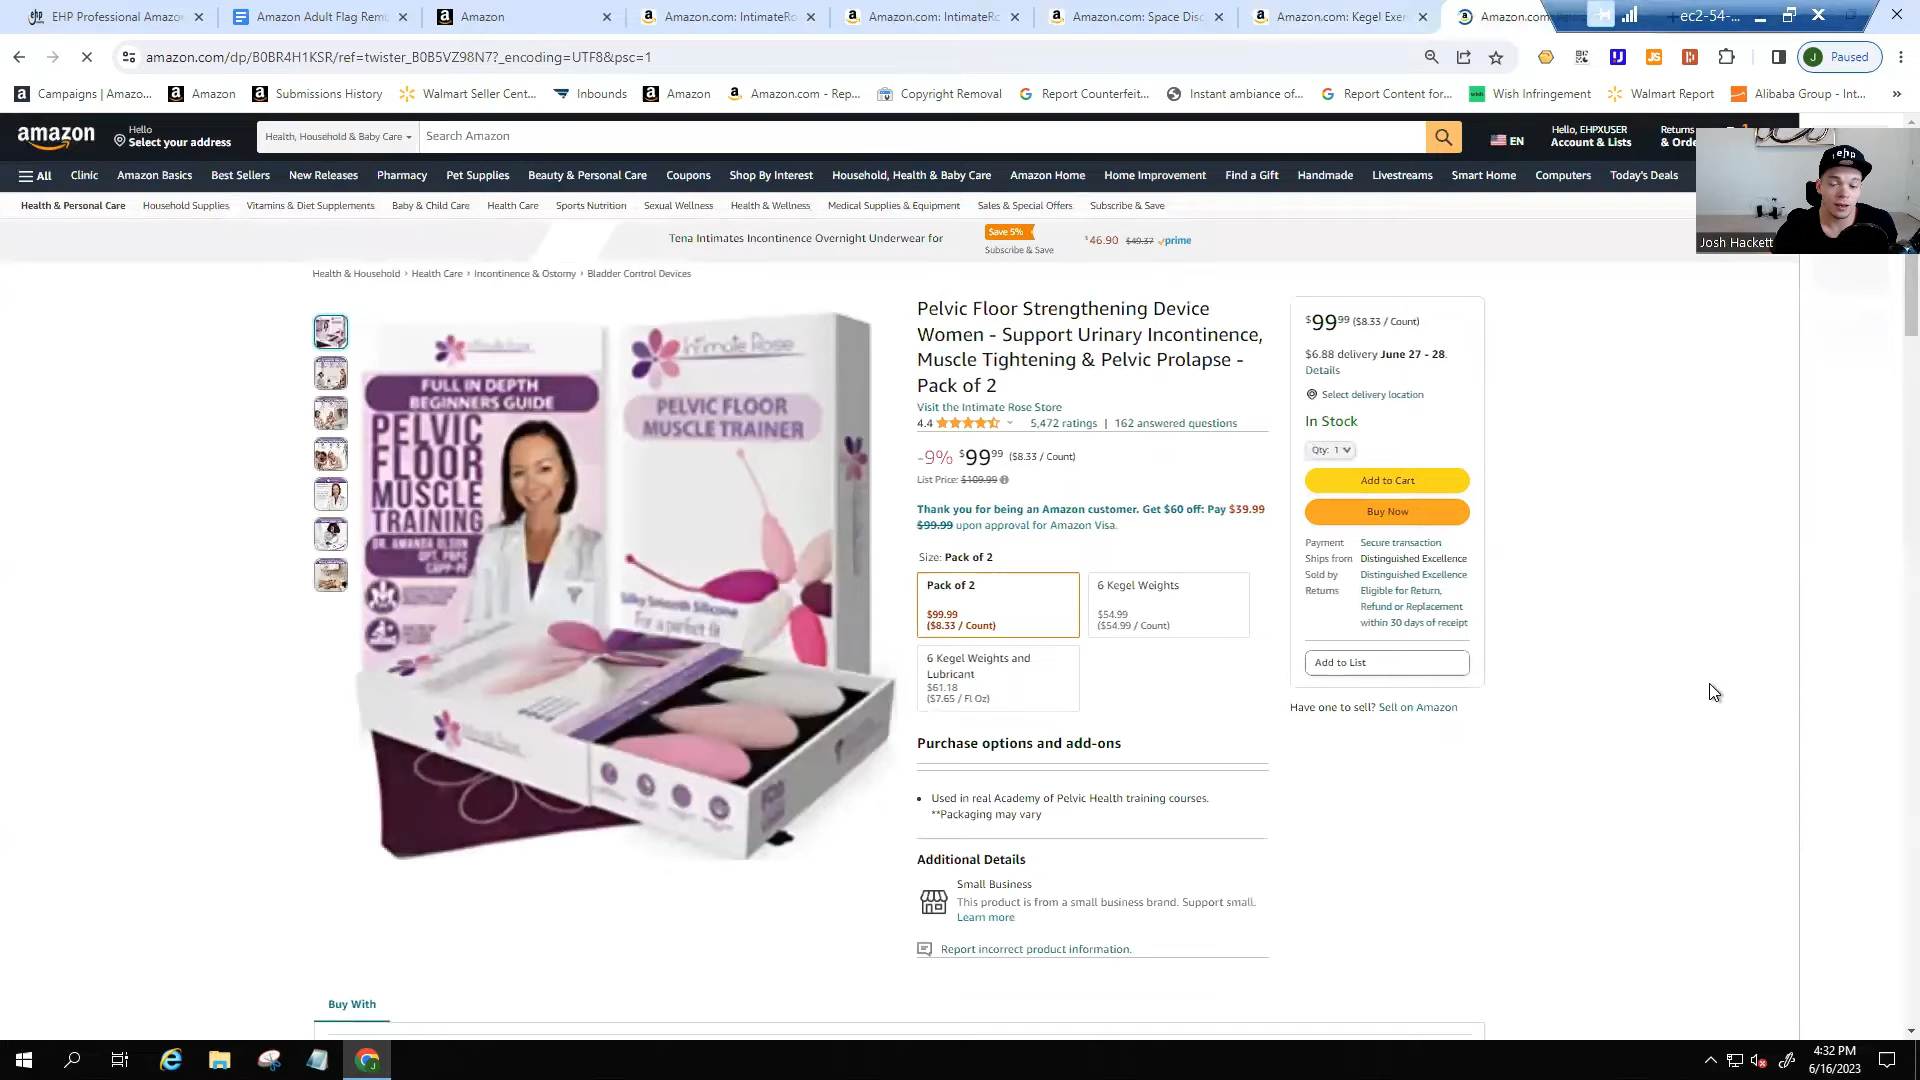 EHP Professional Amazo
Amazon Adult Flag Rem
Amazon
Amazon.com: IntimateRo
Amazon.com: IntimateRo
Amazon.com: Space Disc
Amazon.com: Kegel Exer
Amazon.com
ec2-54-...
amazon.com/dp/B0BR4H1KSR/ref=twister_B0B5VZ98N7?_encoding=UTF8&psc=1
J Paused
Campaigns | Amazo...
Amazon
Submissions History
Walmart Seller Cent...
Inbounds
Amazon
Amazon.com - Rep...
Copyright Removal
Report Counterfeit...
Instant ambiance of...
Report Content for...
Wish Infringement
Walmart Report
Alibaba Group - Int...
»
amazon
Hello
Select your address
Health, Household & Baby Care
Search Amazon
EN
Hello, EHPXUSER
Account & Lists
Returns
& Orde
All
Clinic
Amazon Basics
Best Sellers
New Releases
Pharmacy
Pet Supplies
Beauty & Personal Care
Coupons
Shop By Interest
Household, Health & Baby Care
Amazon Home
Home Improvement
Find a Gift
Handmade
Livestreams
Smart Home
Computers
Today's Deals
ehp
Josh Hackett
Health & Personal Care
Household Supplies
Vitamins & Diet Supplements
Baby & Child Care
Health Care
Sports Nutrition
Sexual Wellness
Health & Wellness
Medical Supplies & Equipment
Sales & Special Offers
Subscribe & Save
Tena Intimates Incontinence Overnight Underwear for
Save 5%
Subscribe & Save
$46.90 $49.37 prime
Health & Household › Health Care › Incontinence & Ostomy › Bladder Control Devices
FULL IN DEPTH
BEGINNERS GUIDE
PELVIC
FLOOR
MUSCLE
TRAINING
DR. AMANDA OLSON
DPT, PRPC
Intimate Rose
PELVIC FLOOR
MUSCLE TRAINER
Silky Smooth Silicone
For a perfect fit
Pelvic Floor Strengthening Device
Women - Support Urinary Incontinence,
Muscle Tightening & Pelvic Prolapse -
Pack of 2
Visit the Intimate Rose Store
4.4 5,472 ratings | 162 answered questions
-9% $99.99 ($8.33 / Count)
List Price: $109.99
Thank you for being an Amazon customer. Get $60 off: Pay $39.99
$99.99 upon approval for Amazon Visa.
Size: Pack of 2
Pack of 2
$99.99
($8.33 / Count)
6 Kegel Weights
$54.99
($54.99 / Count)
6 Kegel Weights and
Lubricant
$61.18
($7.65 / Fl Oz)
Purchase options and add-ons
• Used in real Academy of Pelvic Health training courses.
**Packaging may vary
Additional Details
Small Business
This product is from a small business brand. Support small.
Learn more
Report incorrect product information.
$99.99 ($8.33 / Count)
$6.88 delivery June 27 - 28.
Details
Select delivery location
In Stock
Qty: 1
Add to Cart
Buy Now
Payment Secure transaction
Ships from Distinguished Excellence
Sold by Distinguished Excellence
Returns Eligible for Return,
Refund or Replacement
within 30 days of receipt
Add to List
Have one to sell? Sell on Amazon
Buy With
4:32 PM
6/16/2023